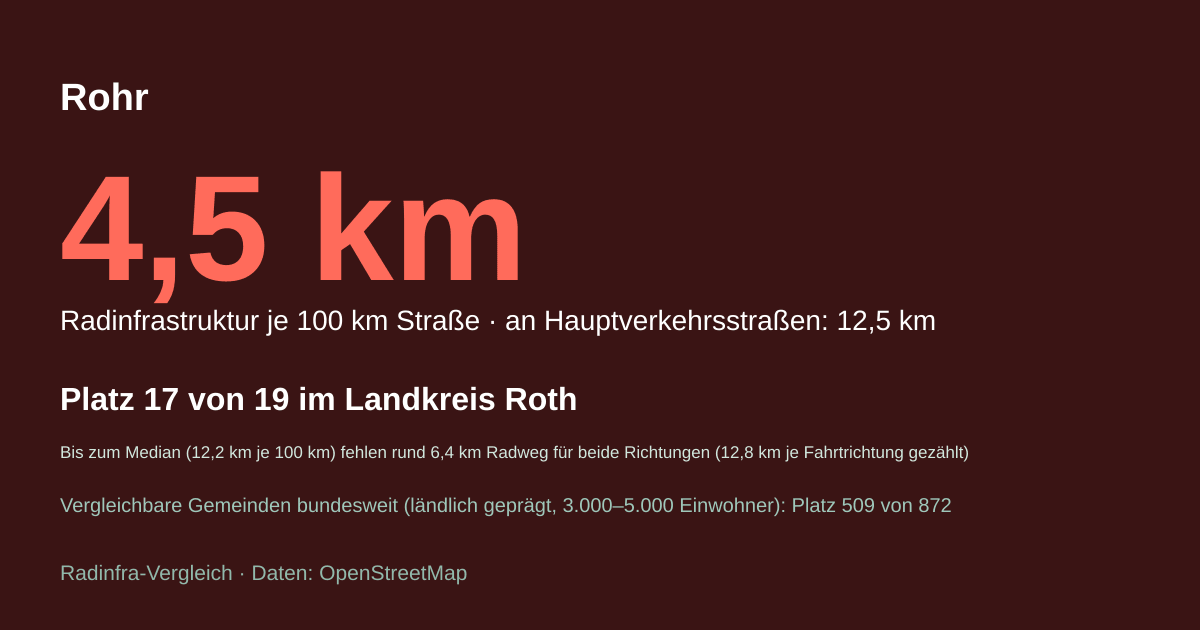 Rohr
4,5 km
Radinfrastruktur je 100 km Straße · an Hauptverkehrsstraßen: 12,5 km
Platz 17 von 19 im Landkreis Roth
Bis zum Median (12,2 km je 100 km) fehlen rund 6,4 km Radweg für beide Richtungen (12,8 km je Fahrtrichtung gezählt)
Vergleichbare Gemeinden bundesweit (ländlich geprägt, 3.000–5.000 Einwohner): Platz 509 von 872
Radinfra-Vergleich · Daten: OpenStreetMap